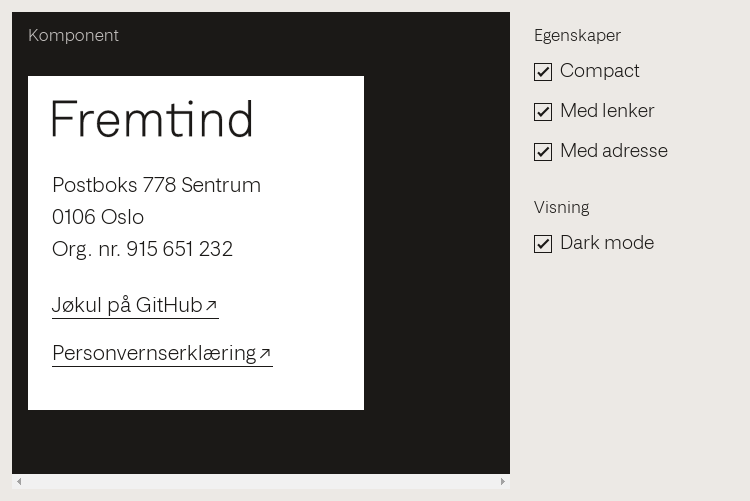 Komponent
Fremtind
Postboks 778 Sentrum
0106 Oslo
Org. nr. 915 651 232
Jøkul på GitHub↗
Personvernserklæring↗
Egenskaper
Compact
Med lenker
Med adresse
Visning
Dark mode